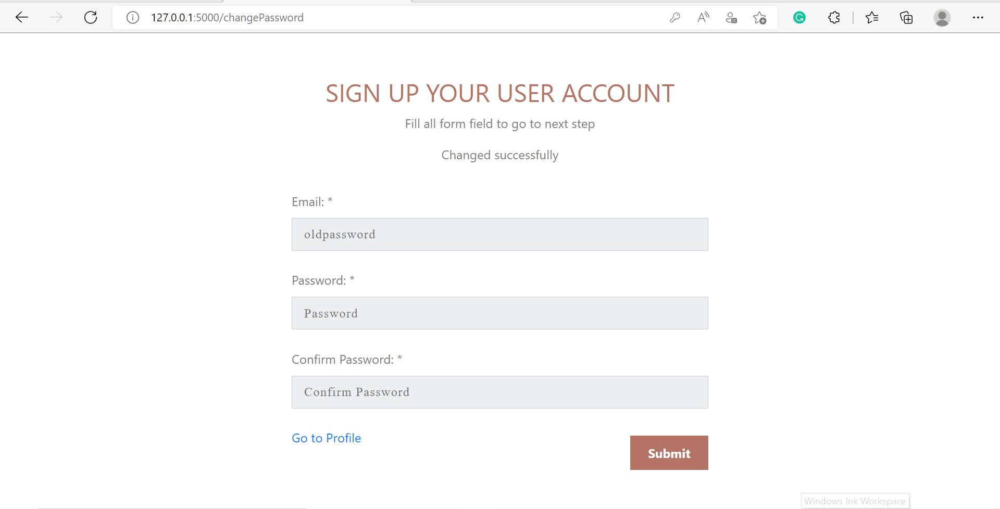 127.0.0.1:5000/changePassword
SIGN UP YOUR USER ACCOUNT
Fill all form field to go to next step
Changed successfully
Email: *
oldpassword
Password: *
Password
Confirm Password: *
Confirm Password
Go to Profile
Submit
Windows Ink Workspace